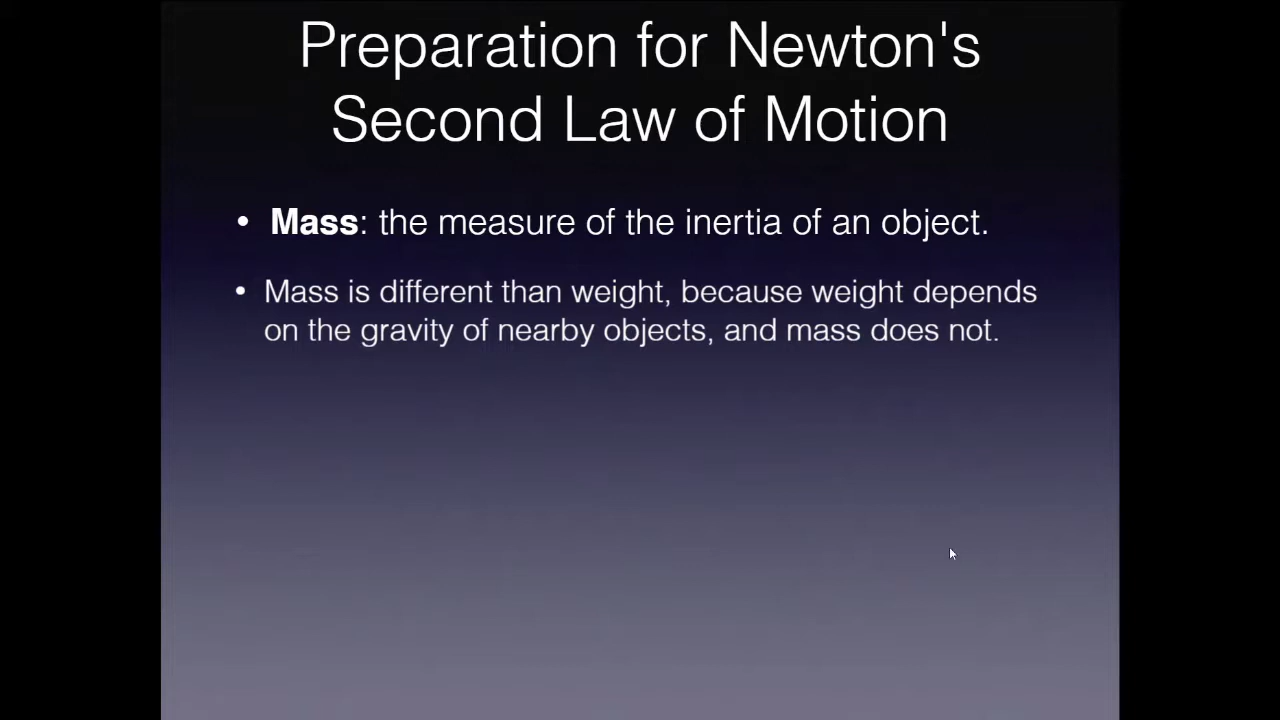 Preparation for Newton's
Second Law of Motion
• Mass: the measure of the inertia of an object.
• Mass is different than weight, because weight depends
on the gravity of nearby objects, and mass does not.